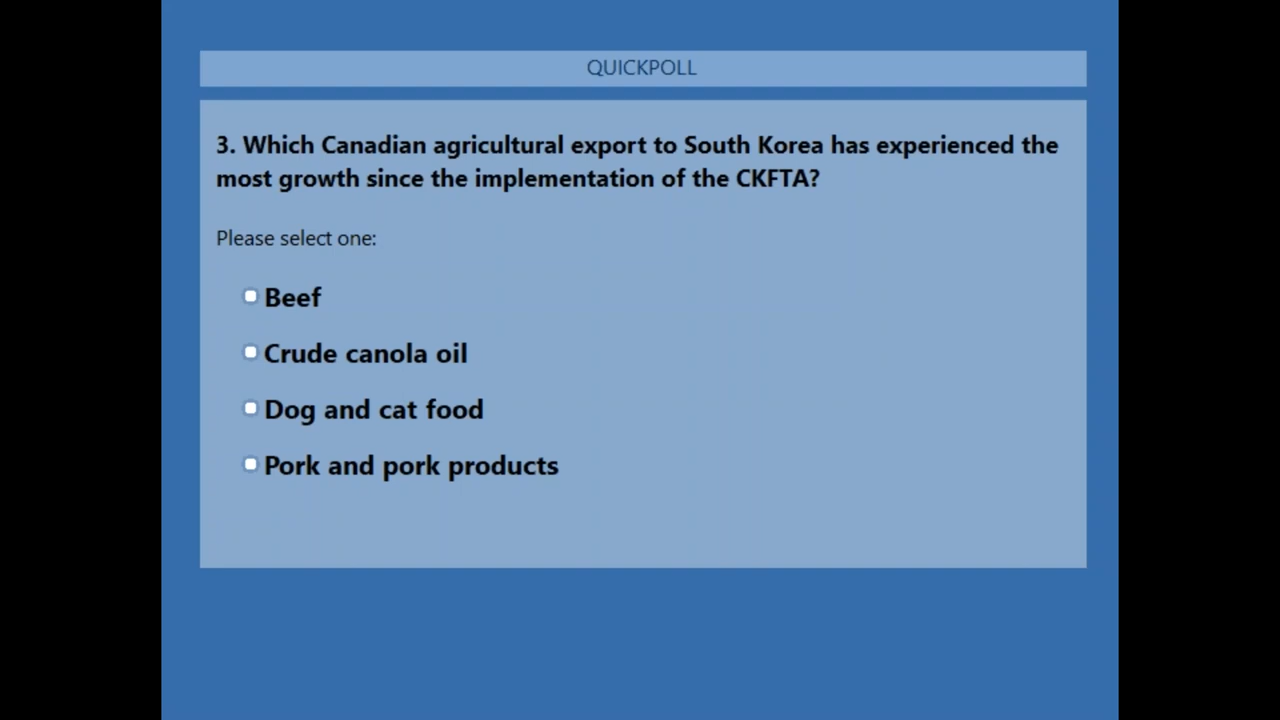 QUICKPOLL
3. Which Canadian agricultural export to South Korea has experienced the
most growth since the implementation of the CKFTA?
Please select one:
Beef
Crude canola oil
Dog and cat food
Pork and pork products